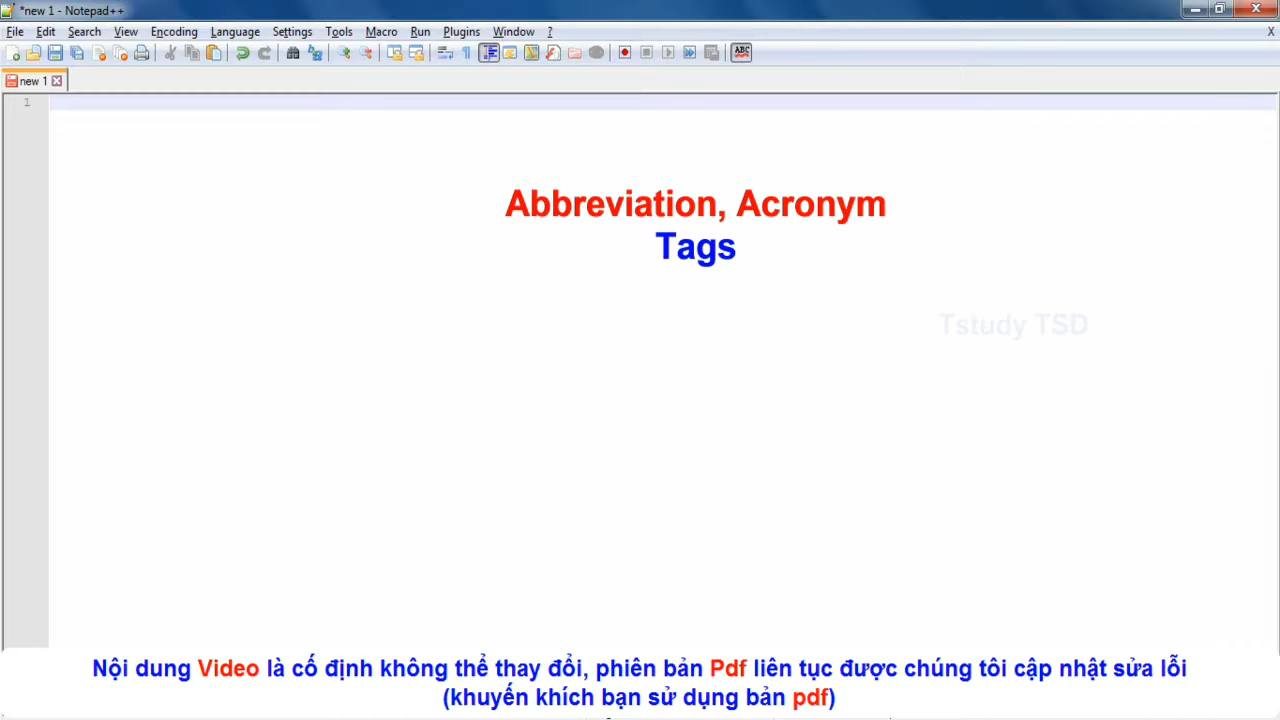 *new 1 - Notepad++
File Edit Search View Encoding Language Settings Tools Macro Run Plugins Window ? X
ABC
new 1
1
Abbreviation, Acronym
Tags
Tstudy TSD
Nội dung Video là cố định không thể thay đổi, phiên bản Pdf liên tục được chúng tôi cập nhật sửa lỗi
(khuyến khích bạn sử dụng bản pdf)